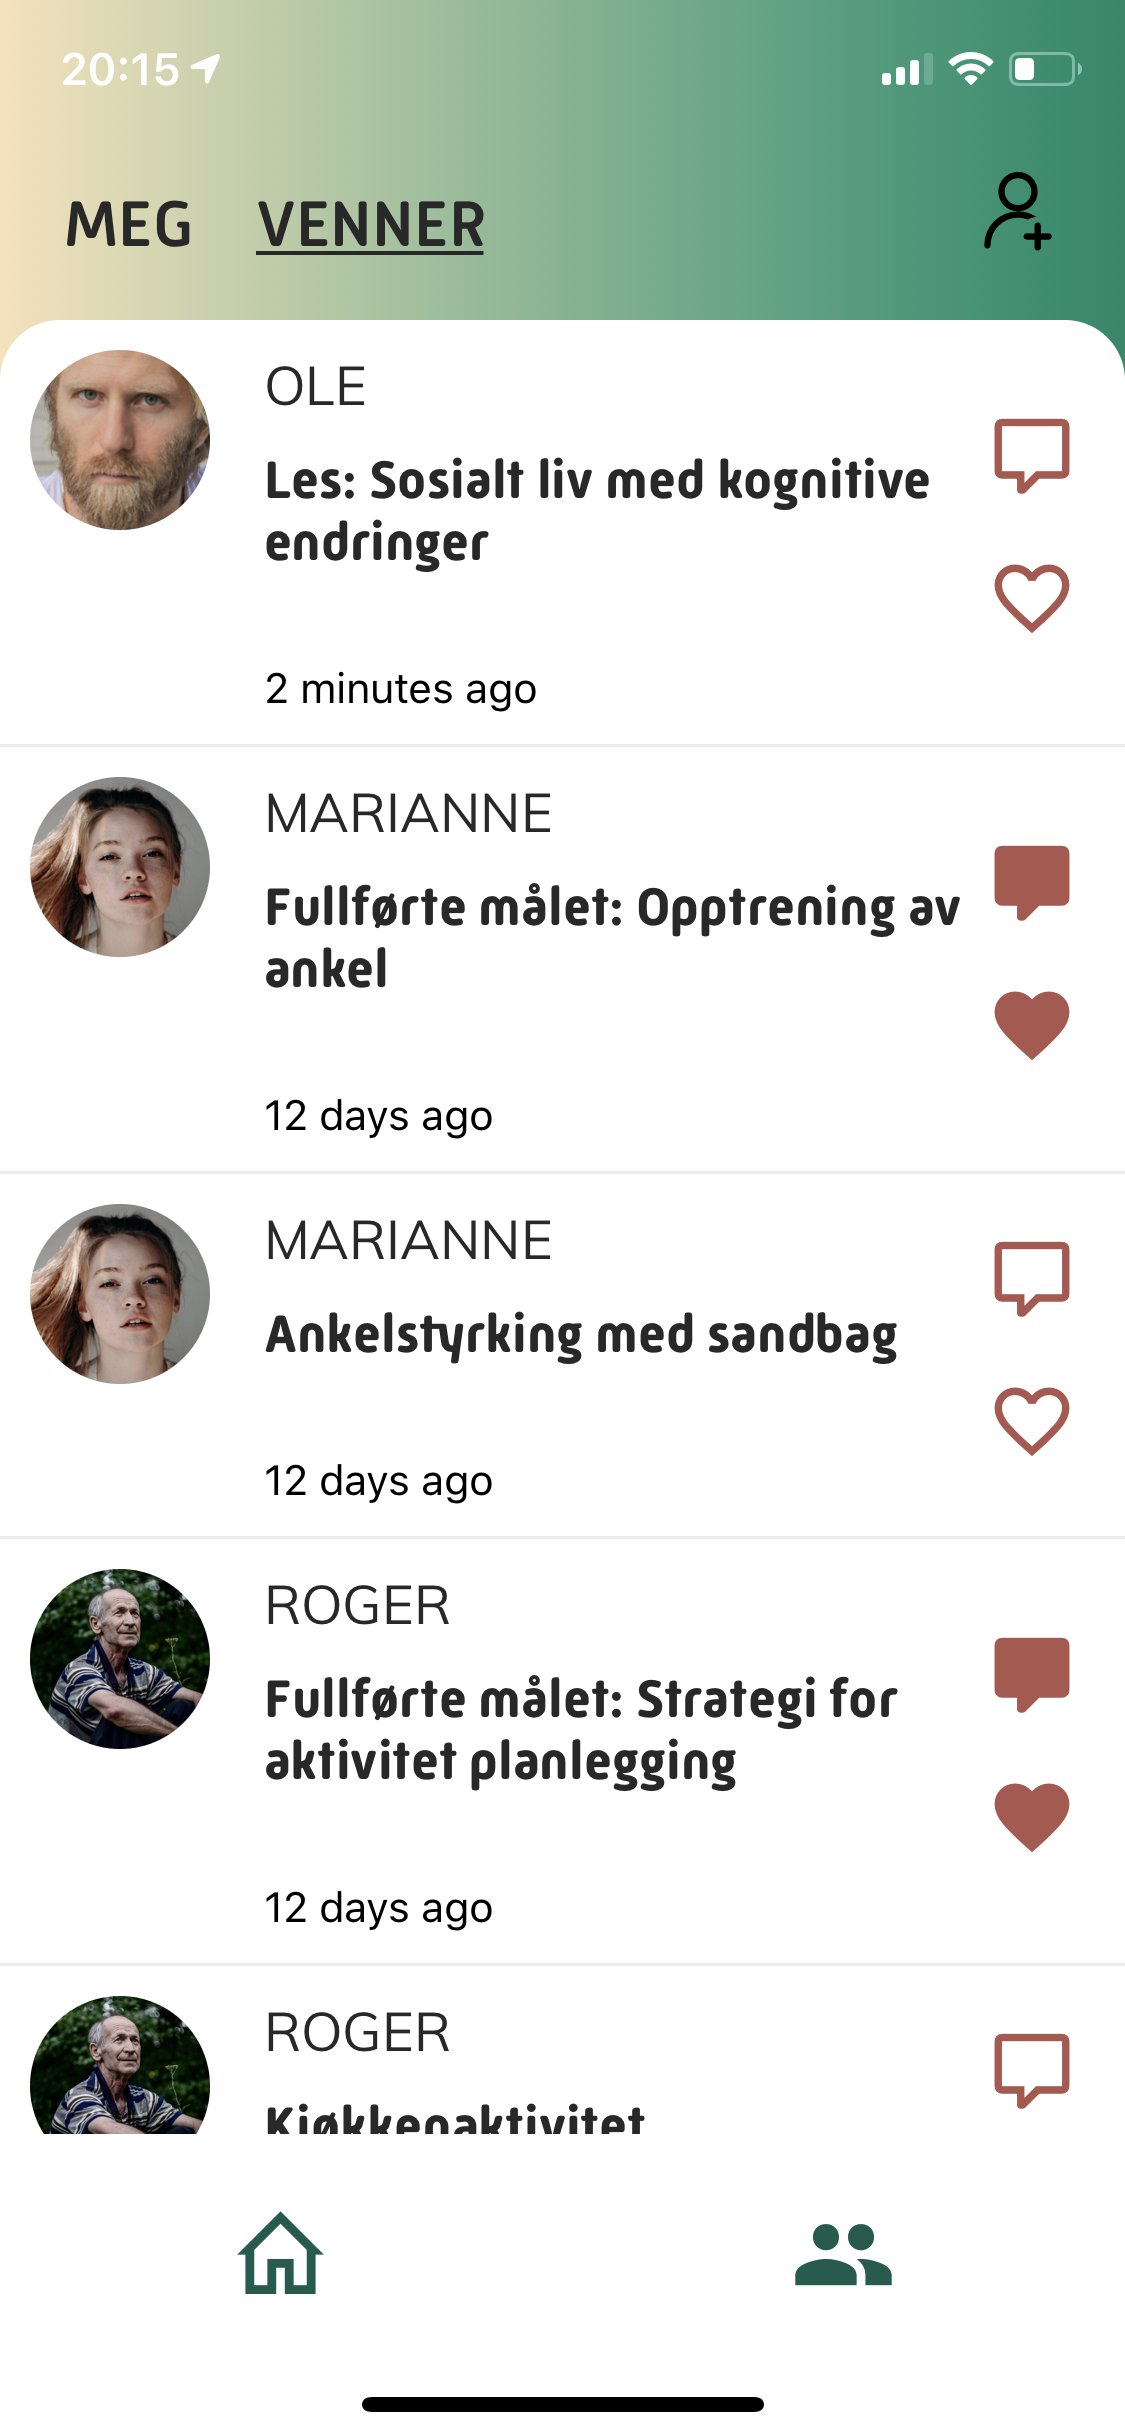 20:15
MEG VENNER
OLE
Les: Sosialt liv med kognitive
endringer
2 minutes ago
MARIANNE
Fullførte målet: Opptrening av
ankel
12 days ago
MARIANNE
Ankelstyrking med sandbag
12 days ago
ROGER
Fullførte målet: Strategi for
aktivitet planlegging
12 days ago
ROGER
Kjøkkenaktivitet